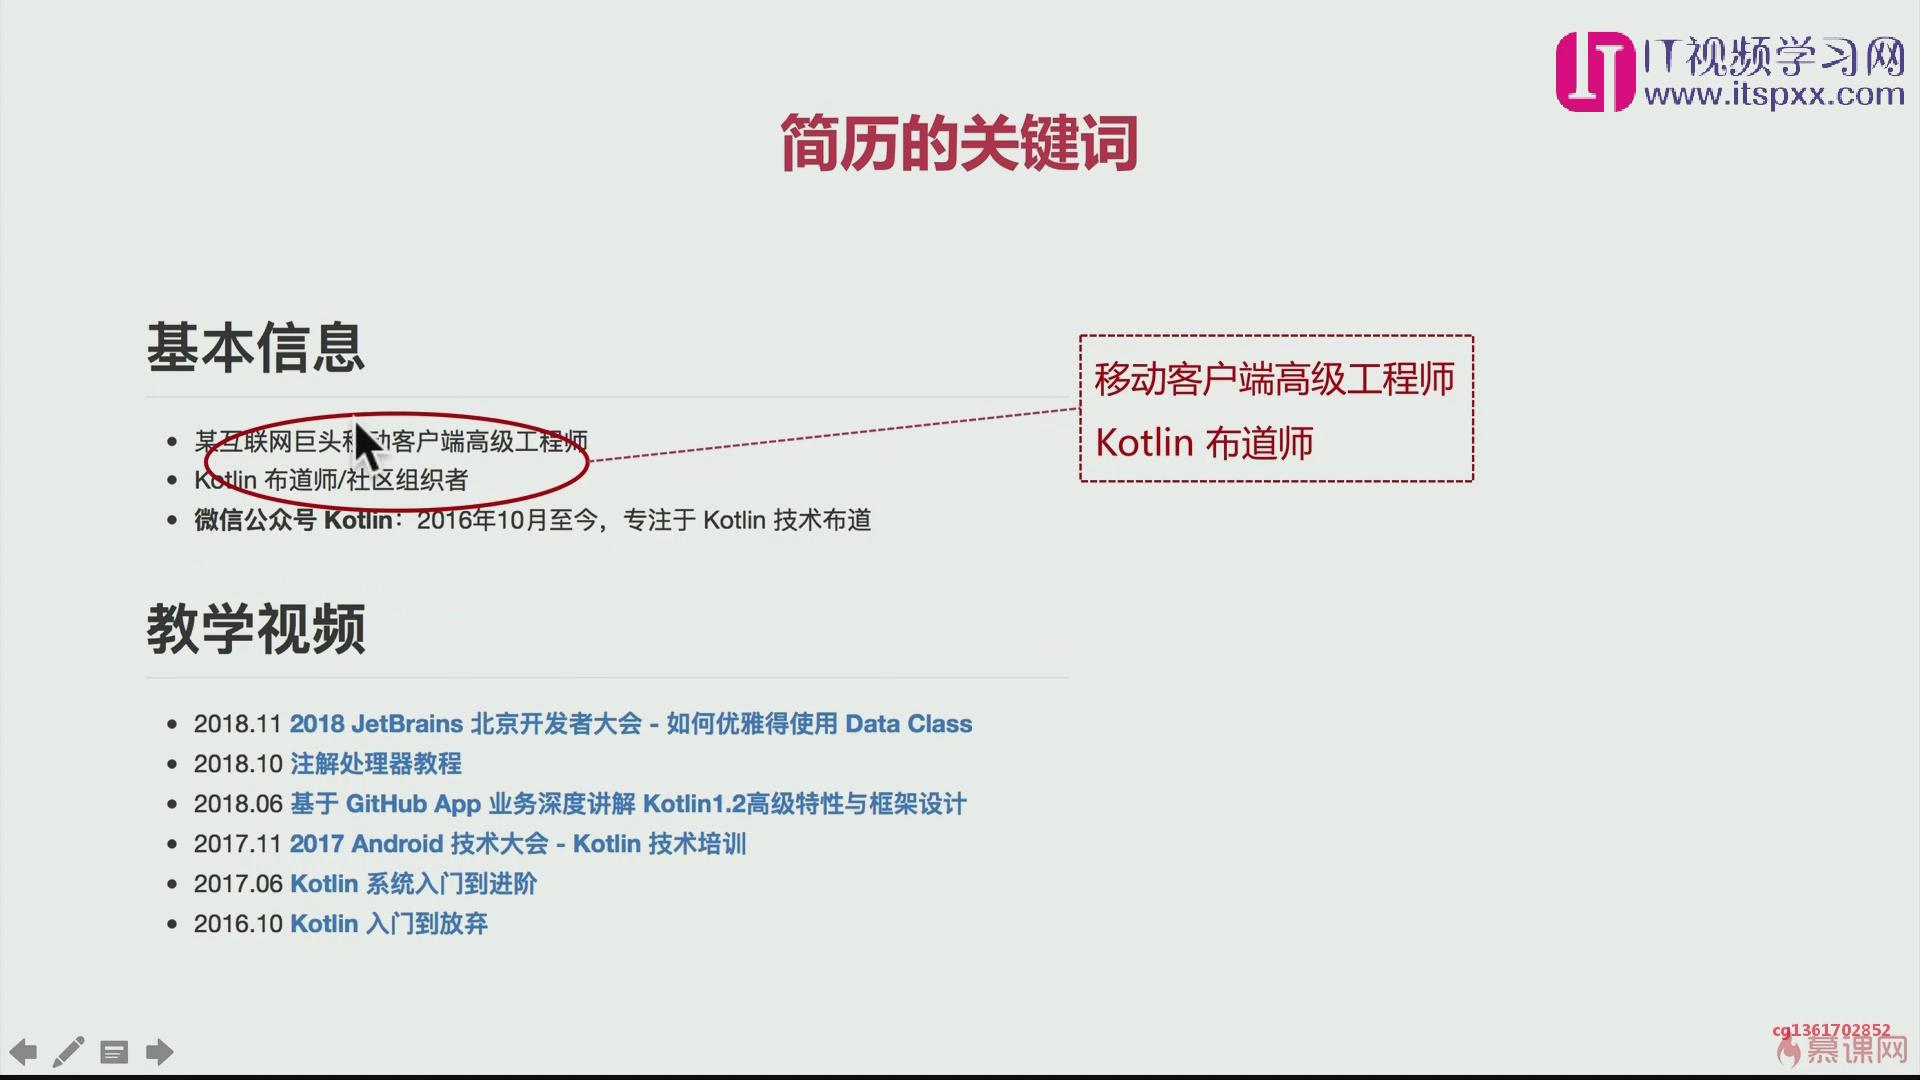 IT视频学习网
www.itspxx.com
简历的关键词
基本信息
某互联网巨头移动客户端高级工程师
Kotlin 布道师/社区组织者
微信公众号 Kotlin：2016年10月至今，专注于 Kotlin 技术布道
移动客户端高级工程师
Kotlin 布道师
教学视频
2018.11 2018 JetBrains 北京开发者大会 - 如何优雅得使用 Data Class
2018.10 注解处理器教程
2018.06 基于 GitHub App 业务深度讲解 Kotlin1.2高级特性与框架设计
2017.11 2017 Android 技术大会 - Kotlin 技术培训
2017.06 Kotlin 系统入门到进阶
2016.10 Kotlin 入门到放弃
cg1361702852
慕课网